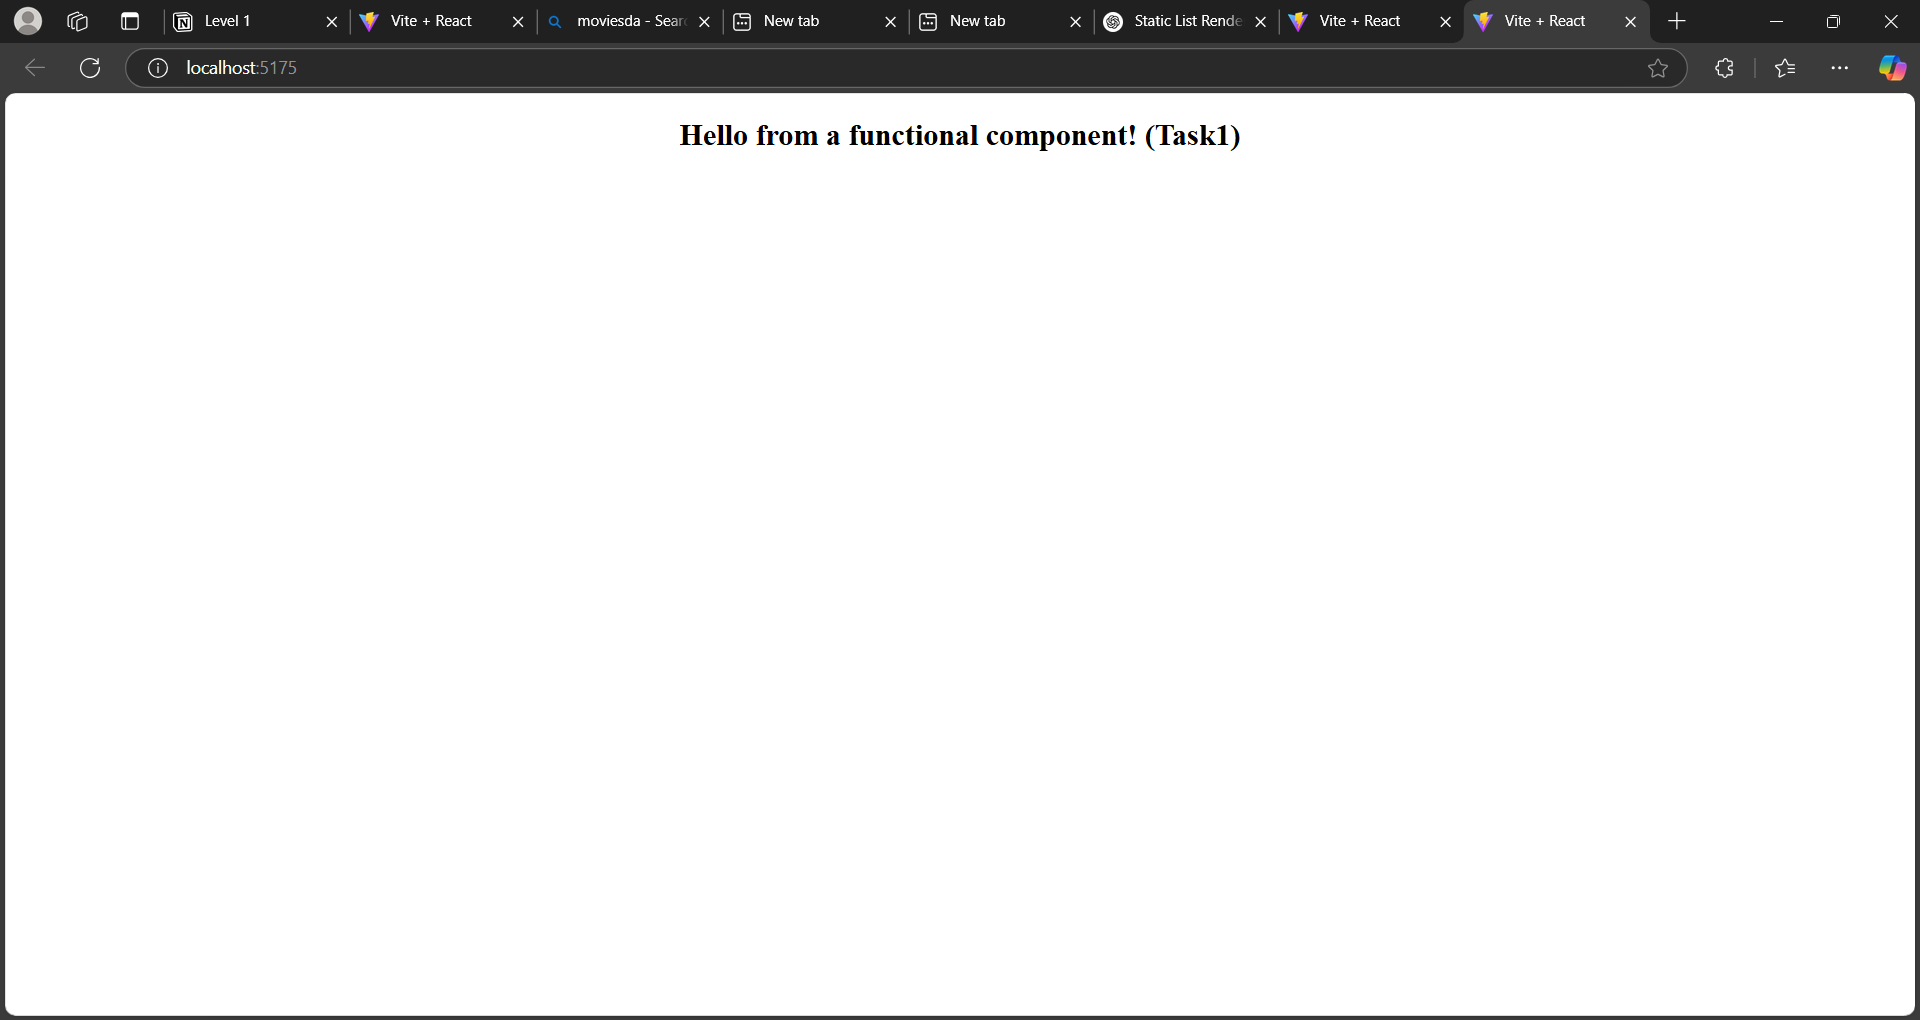 Level 1
Vite + React
moviesda - Sear
New tab
New tab
Static List Rende
Vite + React
Vite + React
localhost:5175
Hello from a functional component! (Task1)